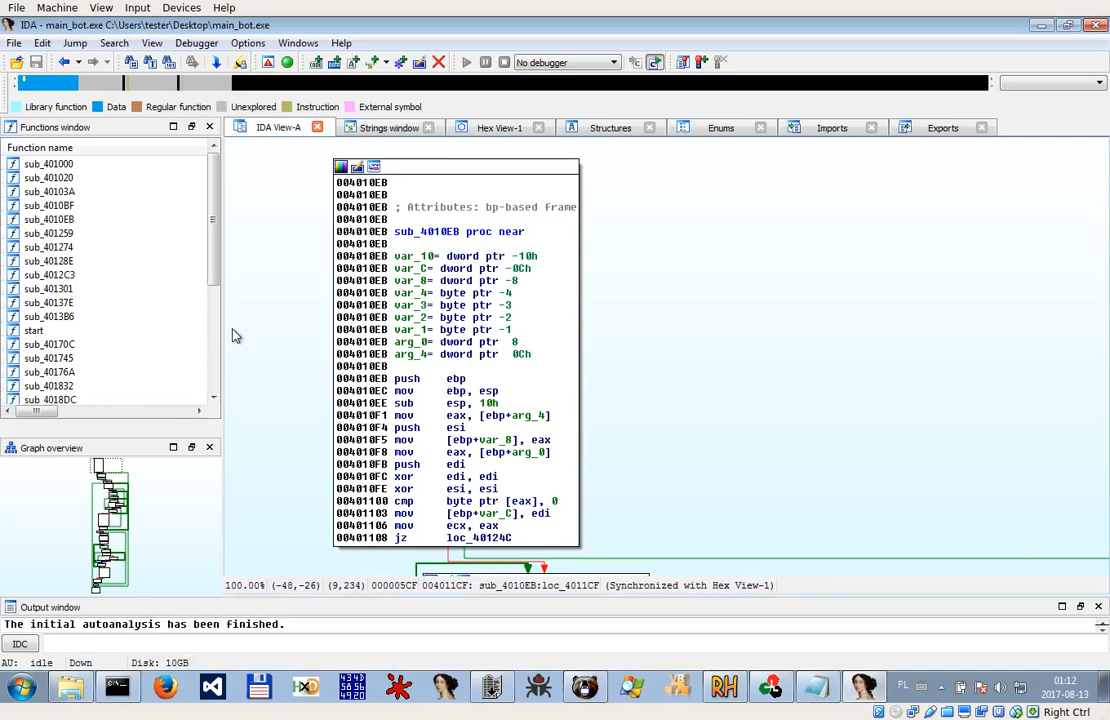 File Machine View Input Devices Help
IDA - main_bot.exe C:\Users\tester\Desktop\main_bot.exe
File Edit Jump Search View Debugger Options Windows Help
No debugger
Library function Data Regular function Unexplored Instruction External symbol
Functions window IDA View-A Strings window Hex View-1 Structures Enums Imports Exports
Function name
sub_401000
sub_401020
sub_40103A
sub_4010BF
sub_4010EB
sub_401259
sub_401274
sub_40128E
sub_4012C3
sub_401301
sub_40137E
sub_4013B6
start
sub_40170C
sub_401745
sub_40176A
sub_401832
sub_4018DC
Graph overview
004010EB
004010EB
004010EB ; Attributes: bp-based frame
004010EB
004010EB sub_4010EB proc near
004010EB
004010EB var_10= dword ptr -10h
004010EB var_C= dword ptr -0Ch
004010EB var_8= dword ptr -8
004010EB var_4= byte ptr -4
004010EB var_3= byte ptr -3
004010EB var_2= byte ptr -2
004010EB var_1= byte ptr -1
004010EB arg_0= dword ptr 8
004010EB arg_4= dword ptr 0Ch
004010EB
004010EB push ebp
004010EC mov ebp, esp
004010EE sub esp, 10h
004010F1 mov eax, [ebp+arg_4]
004010F4 push esi
004010F5 mov [ebp+var_8], eax
004010F8 mov eax, [ebp+arg_0]
004010FB push edi
004010FC xor edi, edi
004010FE xor esi, esi
00401100 cmp byte ptr [eax], 0
00401103 mov [ebp+var_C], edi
00401106 mov ecx, eax
00401108 jz loc_40124C
100.00% (-48,-26) (9,234) 000005CF 004011CF: sub_4010EB:loc_4011CF (Synchronized with Hex View-1)
Output window
The initial autoanalysis has been finished.
IDC
AU: idle Down Disk: 10GB
PL 01:12
2017-08-13
Right Ctrl